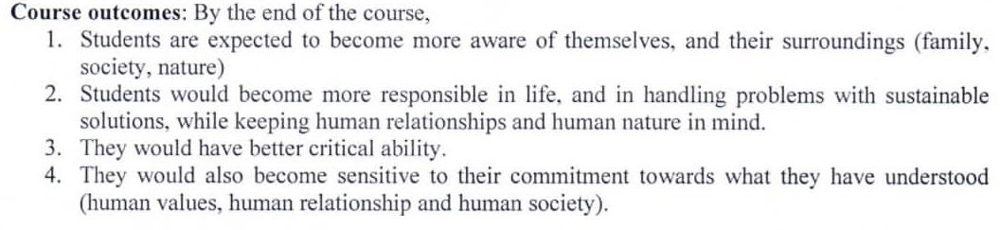 Course outcomes: By the end of the course,
1. Students are expected to become more aware of themselves, and their surroundings (family,
society, nature)
2. Students would become more responsible in life, and in handling problems with sustainable
solutions, while keeping human relationships and human nature in mind.
3. They would have better critical ability.
4. They would also become sensitive to their commitment towards what they have understood
(human values, human relationship and human society).